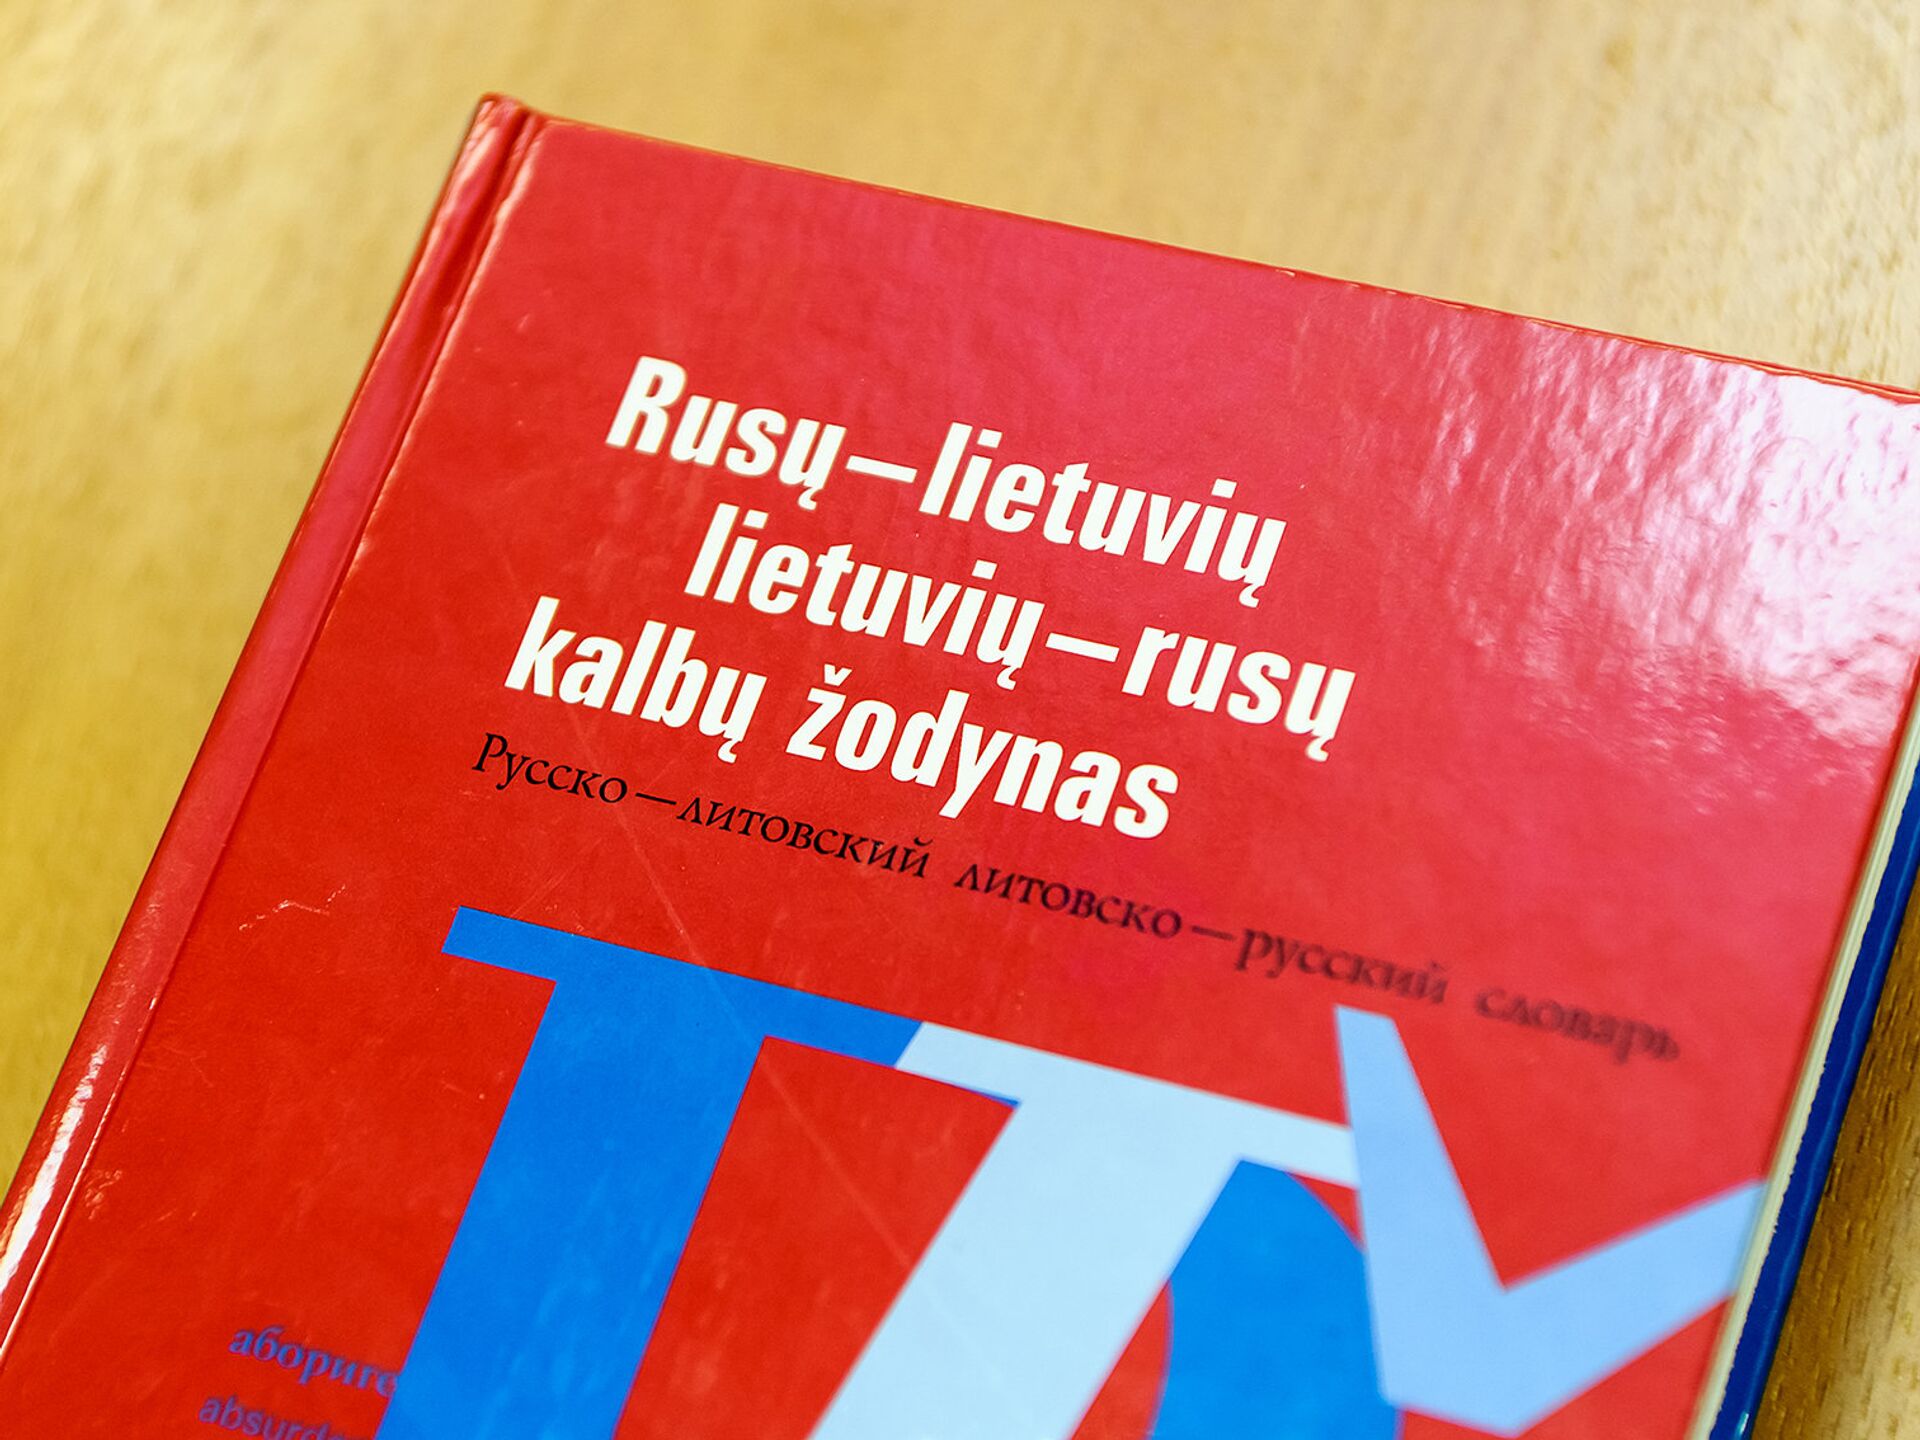 Rusų–lietuvių
lietuvių–rusų
kalbų žodynas
Русско–литовский литовско–русский словарь